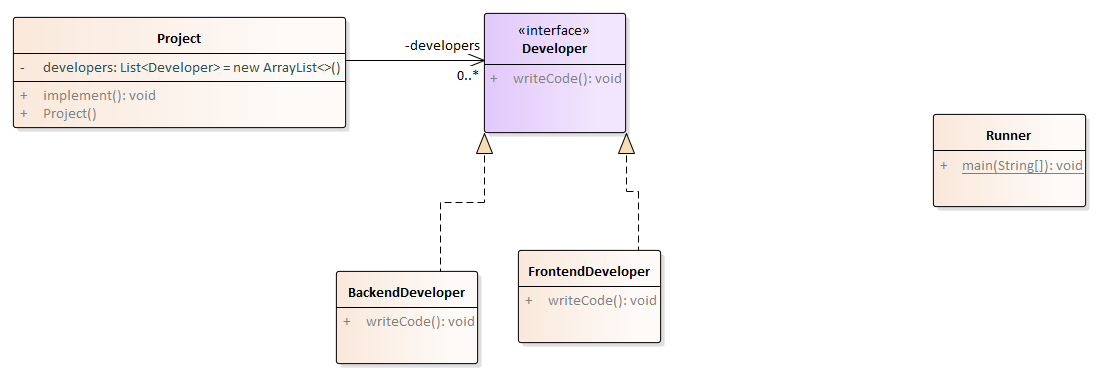 Project
- developers: List<Developer> = new ArrayList<>()
+ implement(): void
+ Project()
-developers
0..*
«interface»
Developer
+ writeCode(): void
Runner
+ main(String[]): void
BackendDeveloper
+ writeCode(): void
FrontendDeveloper
+ writeCode(): void